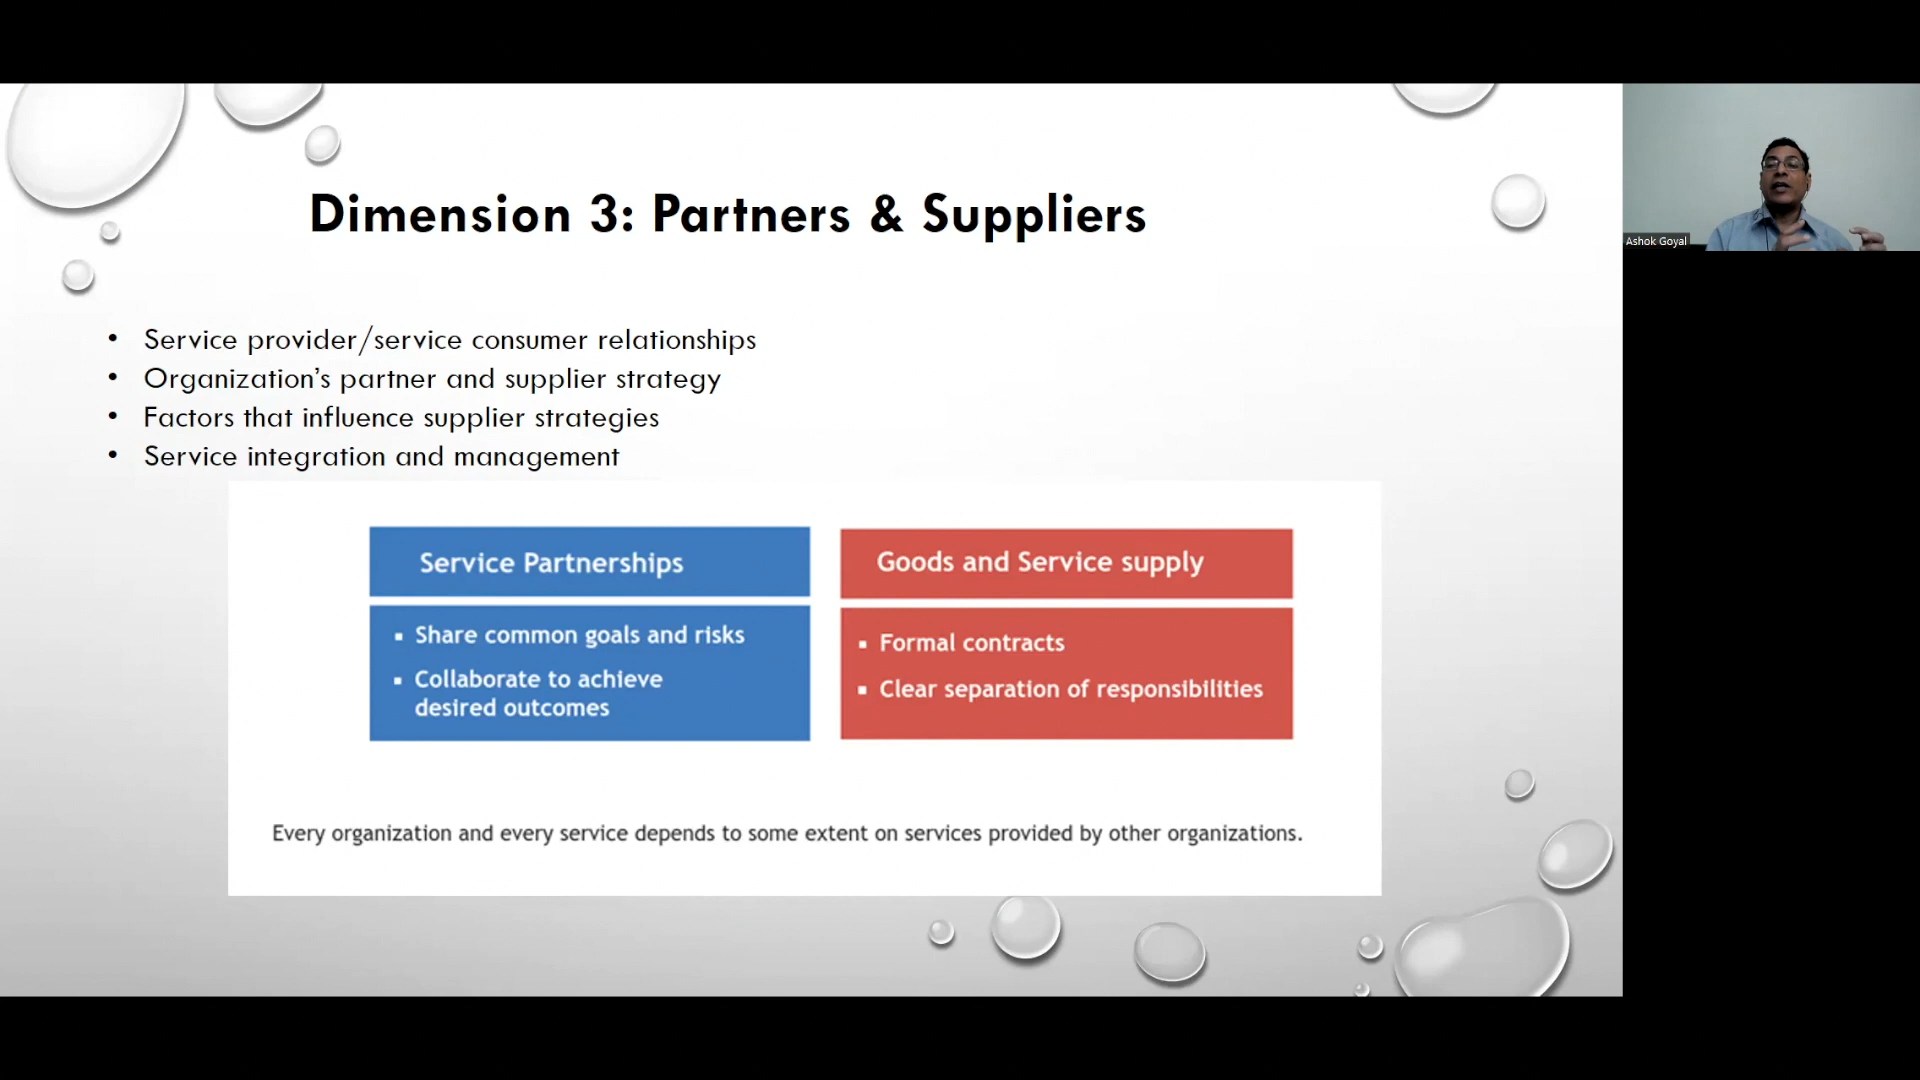 Dimension 3: Partners & Suppliers
Ashok Goyal
• Service provider/service consumer relationships
• Organization's partner and supplier strategy
• Factors that influence supplier strategies
• Service integration and management
Service Partnerships
▪ Share common goals and risks
▪ Collaborate to achieve
desired outcomes
Goods and Service supply
▪ Formal contracts
▪ Clear separation of responsibilities
Every organization and every service depends to some extent on services provided by other organizations.